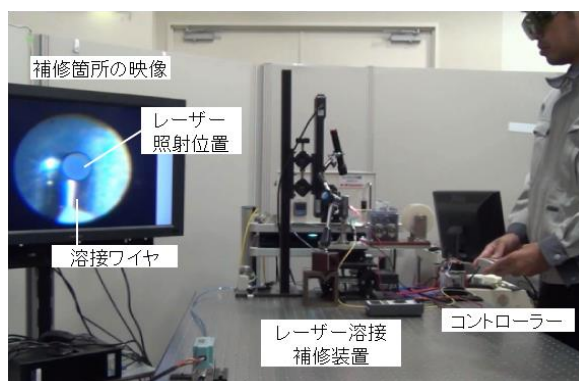 補修箇所の映像
レーザー
照射位置
溶接ワイヤ
レーザー溶接
補修装置
コントローラー